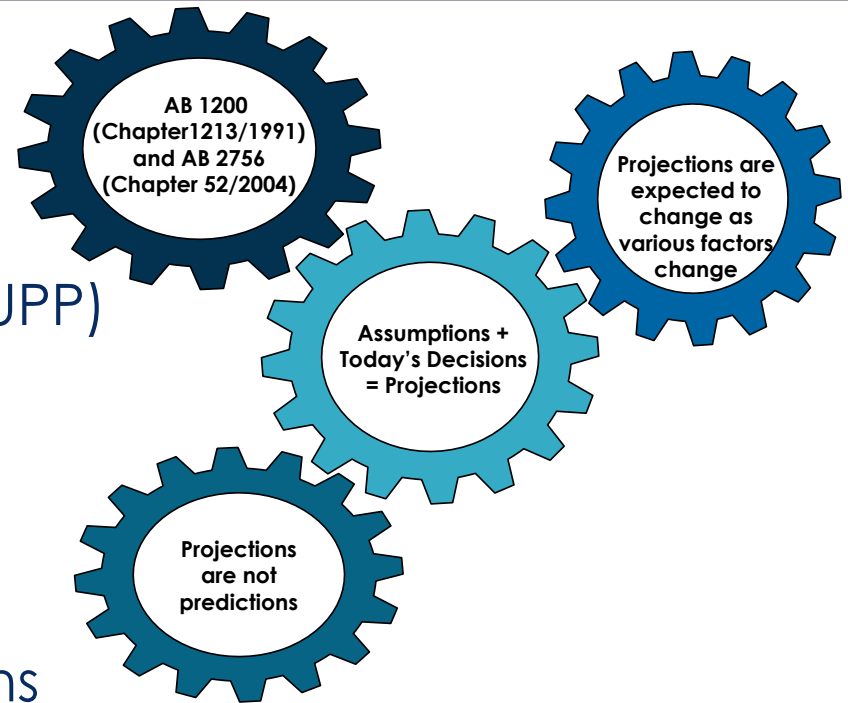 AB 1200
(Chapter1213/1991)
and AB 2756
(Chapter 52/2004)
Projections are
expected to
change as
various factors
change
JPP)
Assumptions +
Today's Decisions
= Projections
Projections
are not
predictions
ns